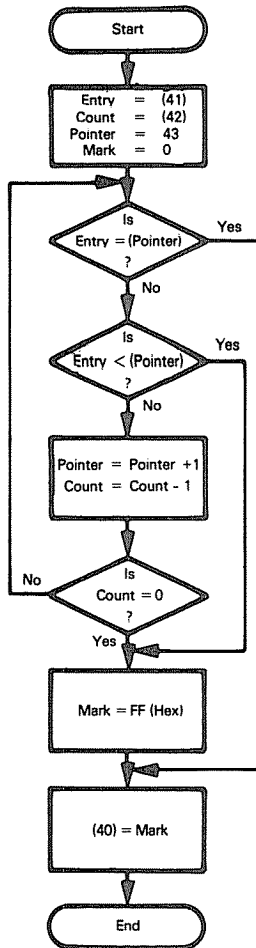 Start
Entry = (41)
Count = (42)
Pointer = 43
Mark = 0
Is
Entry = (Pointer)
?
Yes
No
Is
Entry < (Pointer)
?
Yes
No
Pointer = Pointer +1
Count = Count - 1
Is
Count = 0
?
No
Yes
Mark = FF (Hex)
(40) = Mark
End